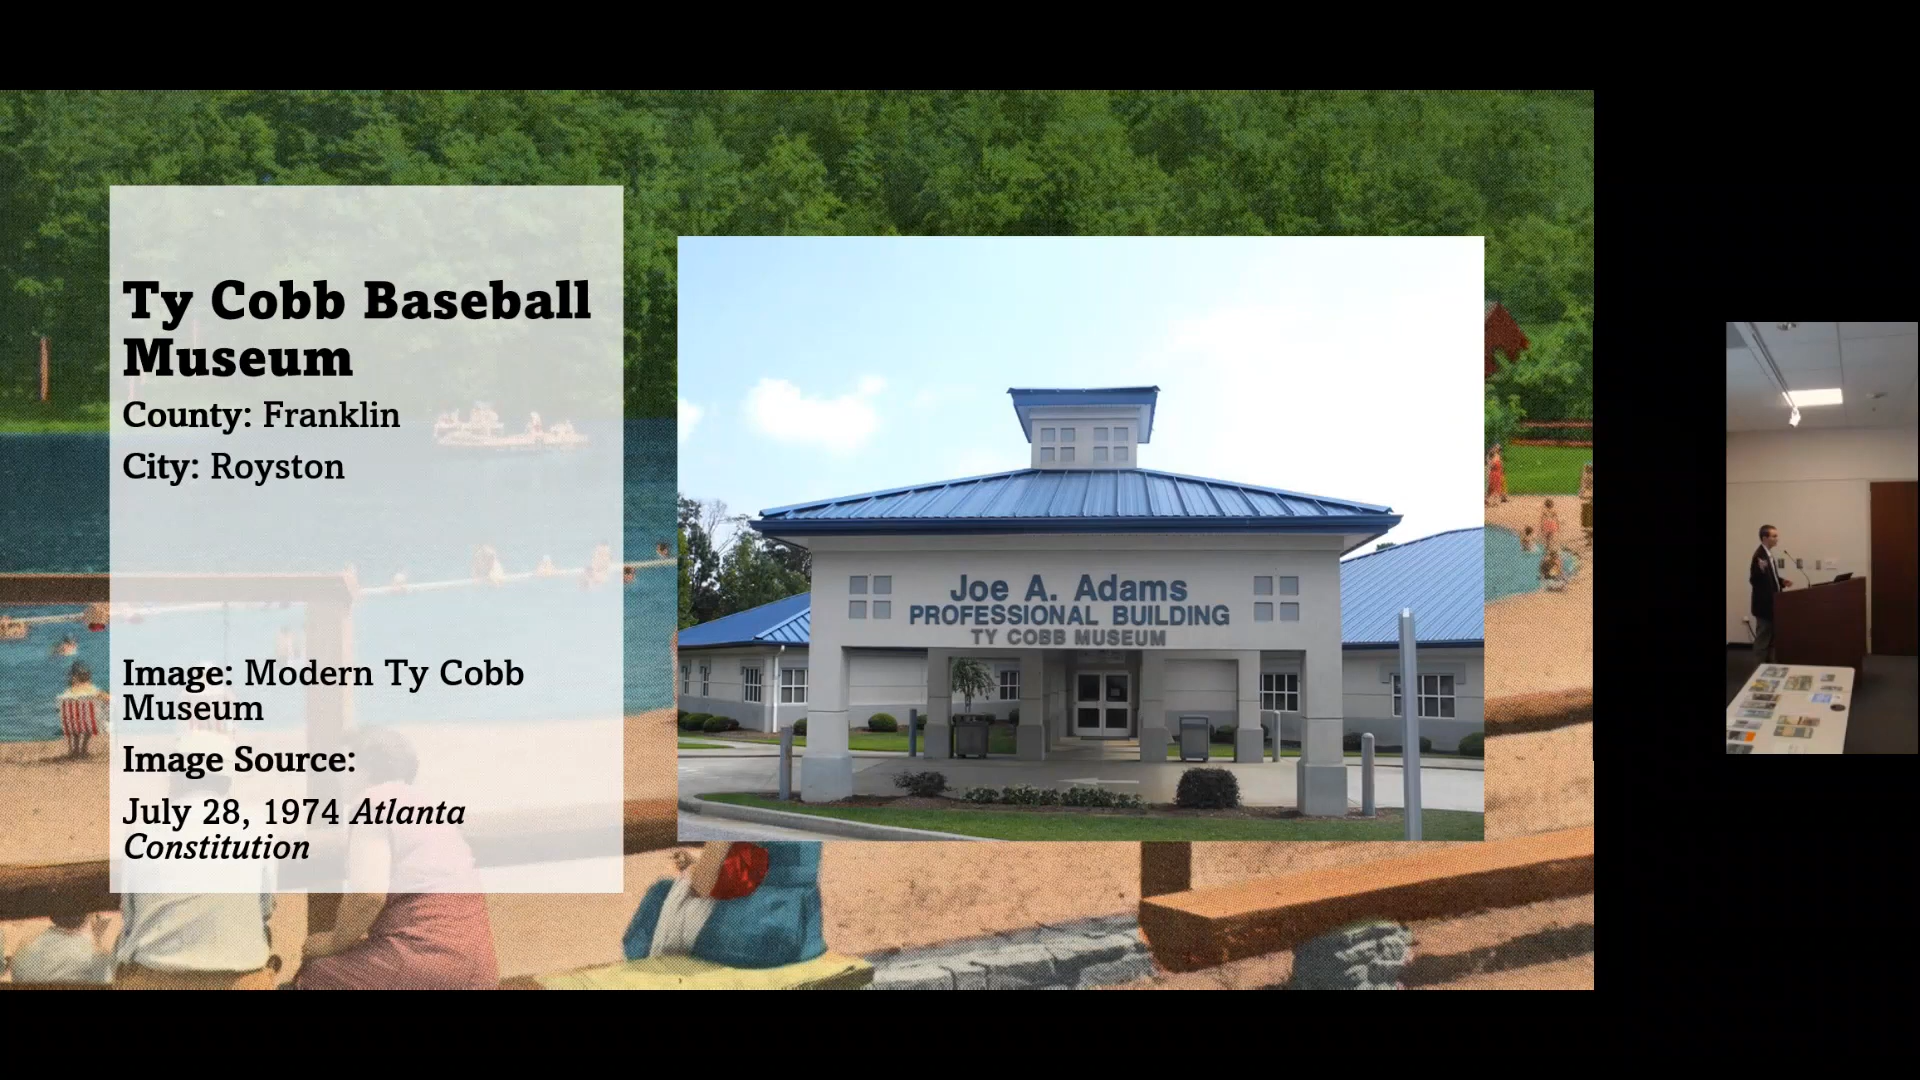 Ty Cobb Baseball
Museum
County: Franklin
City: Royston
Image: Modern Ty Cobb
Museum
Image Source:
July 28, 1974 Atlanta
Constitution
Joe A. Adams
PROFESSIONAL BUILDING
TY COBB MUSEUM